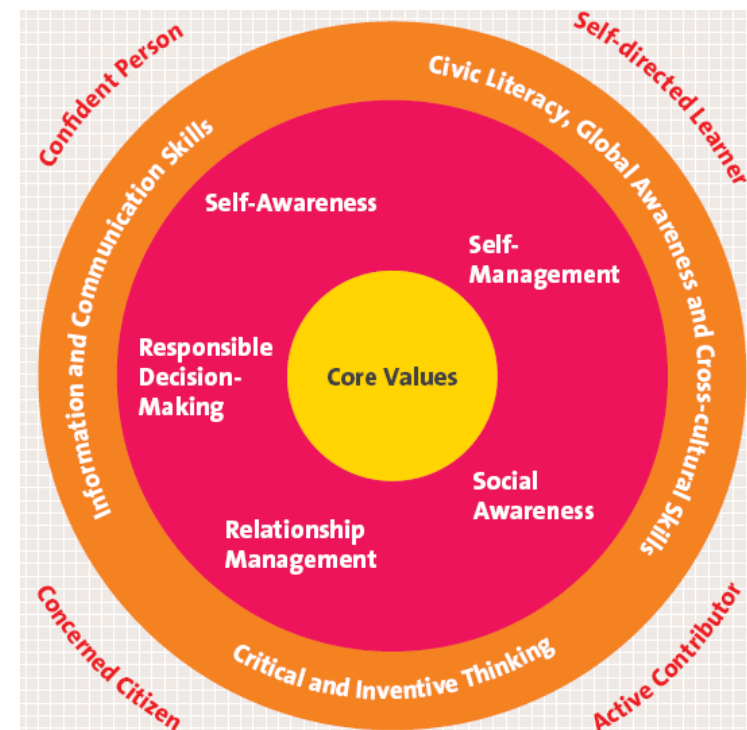 Confident Person
Self-directed Learner
Civic Literacy, Global Awareness and Cross-cultural Skills
Information and Communication Skills
Self-Awareness
Self-
Management
Responsible
Decision-
Making
Core Values
Social
Awareness
Relationship
Management
Critical and Inventive Thinking
Concerned Citizen
Active Contributor